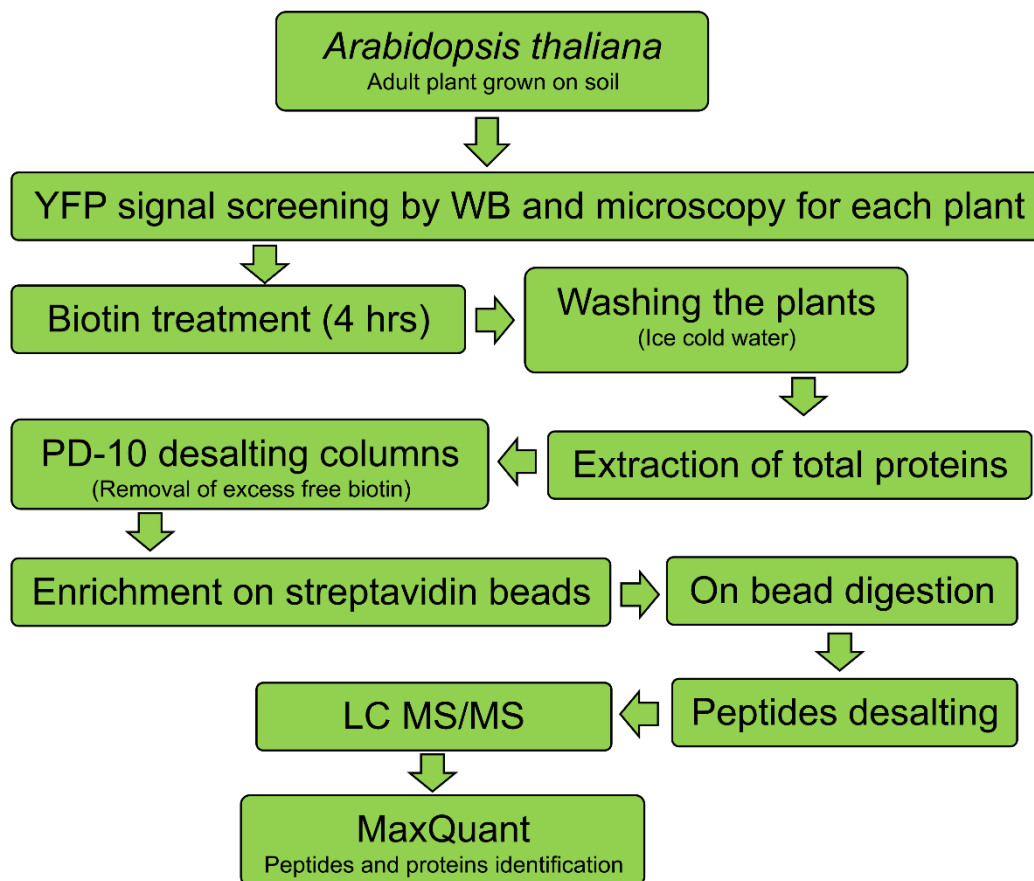 Arabidopsis thaliana
Adult plant grown on soil
YFP signal screening by WB and microscopy for each plant
Biotin treatment (4 hrs)
Washing the plants
(Ice cold water)
Extraction of total proteins
PD-10 desalting columns
(Removal of excess free biotin)
Enrichment on streptavidin beads
On bead digestion
Peptides desalting
LC MS/MS
MaxQuant
Peptides and proteins identification